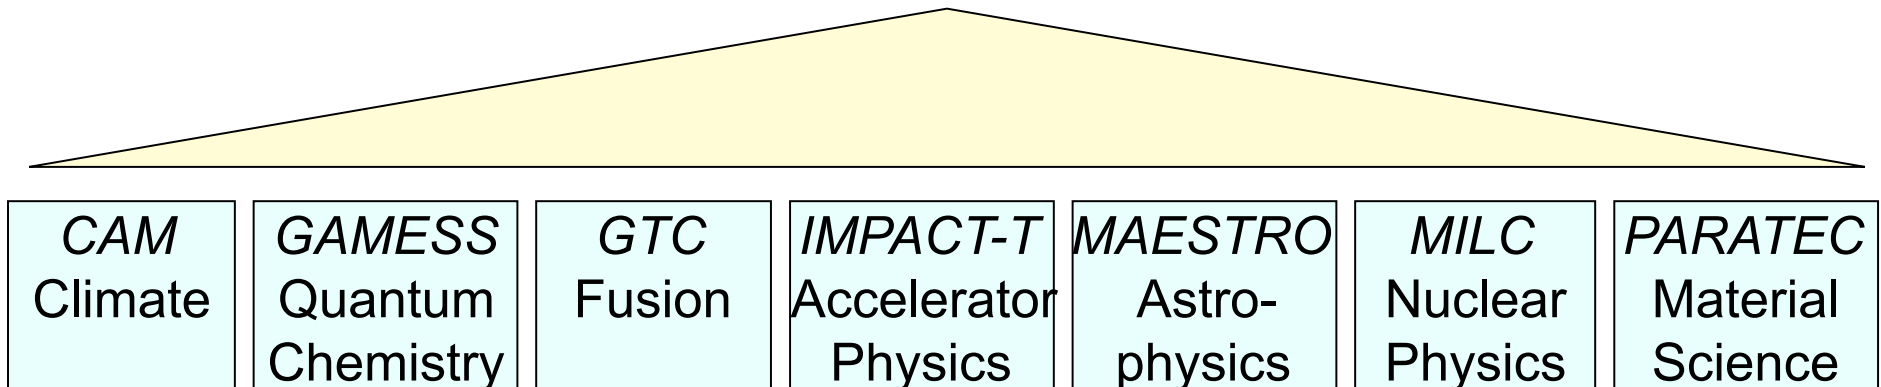 CAM
Climate
GAMESS
Quantum
Chemistry
GTC
Fusion
IMPACT-T
Accelerator
Physics
MAESTRO
Astro-
physics
MILC
Nuclear
Physics
PARATEC
Material
Science